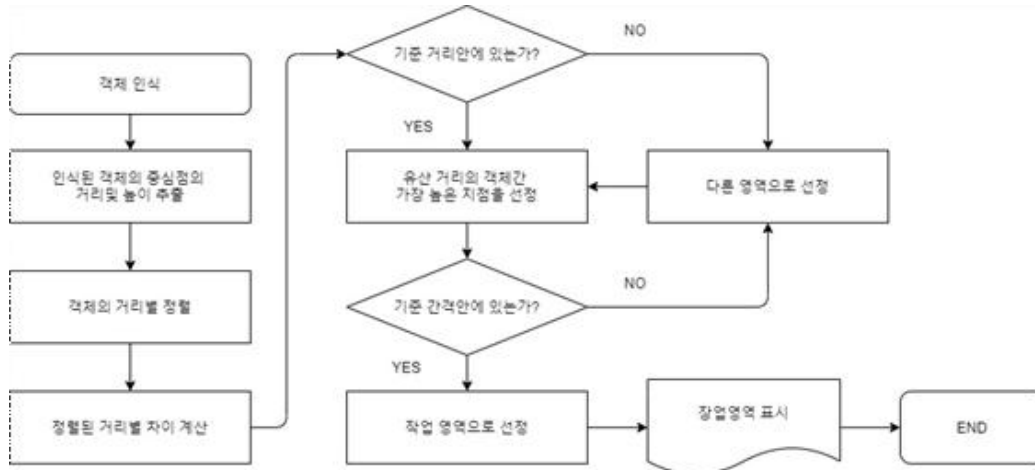 객체 인식
인식된 객체의 중심점의
거리및 높이 추출
객체의 거리별 정렬
정렬된 거리별 차이 계산
기준 거리안에 있는가?
NO
YES
유산 거리의 객체간
가장 높은 지점을 선정
다른 영역으로 선정
기준 간격안에 있는가?
NO
YES
작업 영역으로 선정
장업영역 표시
END